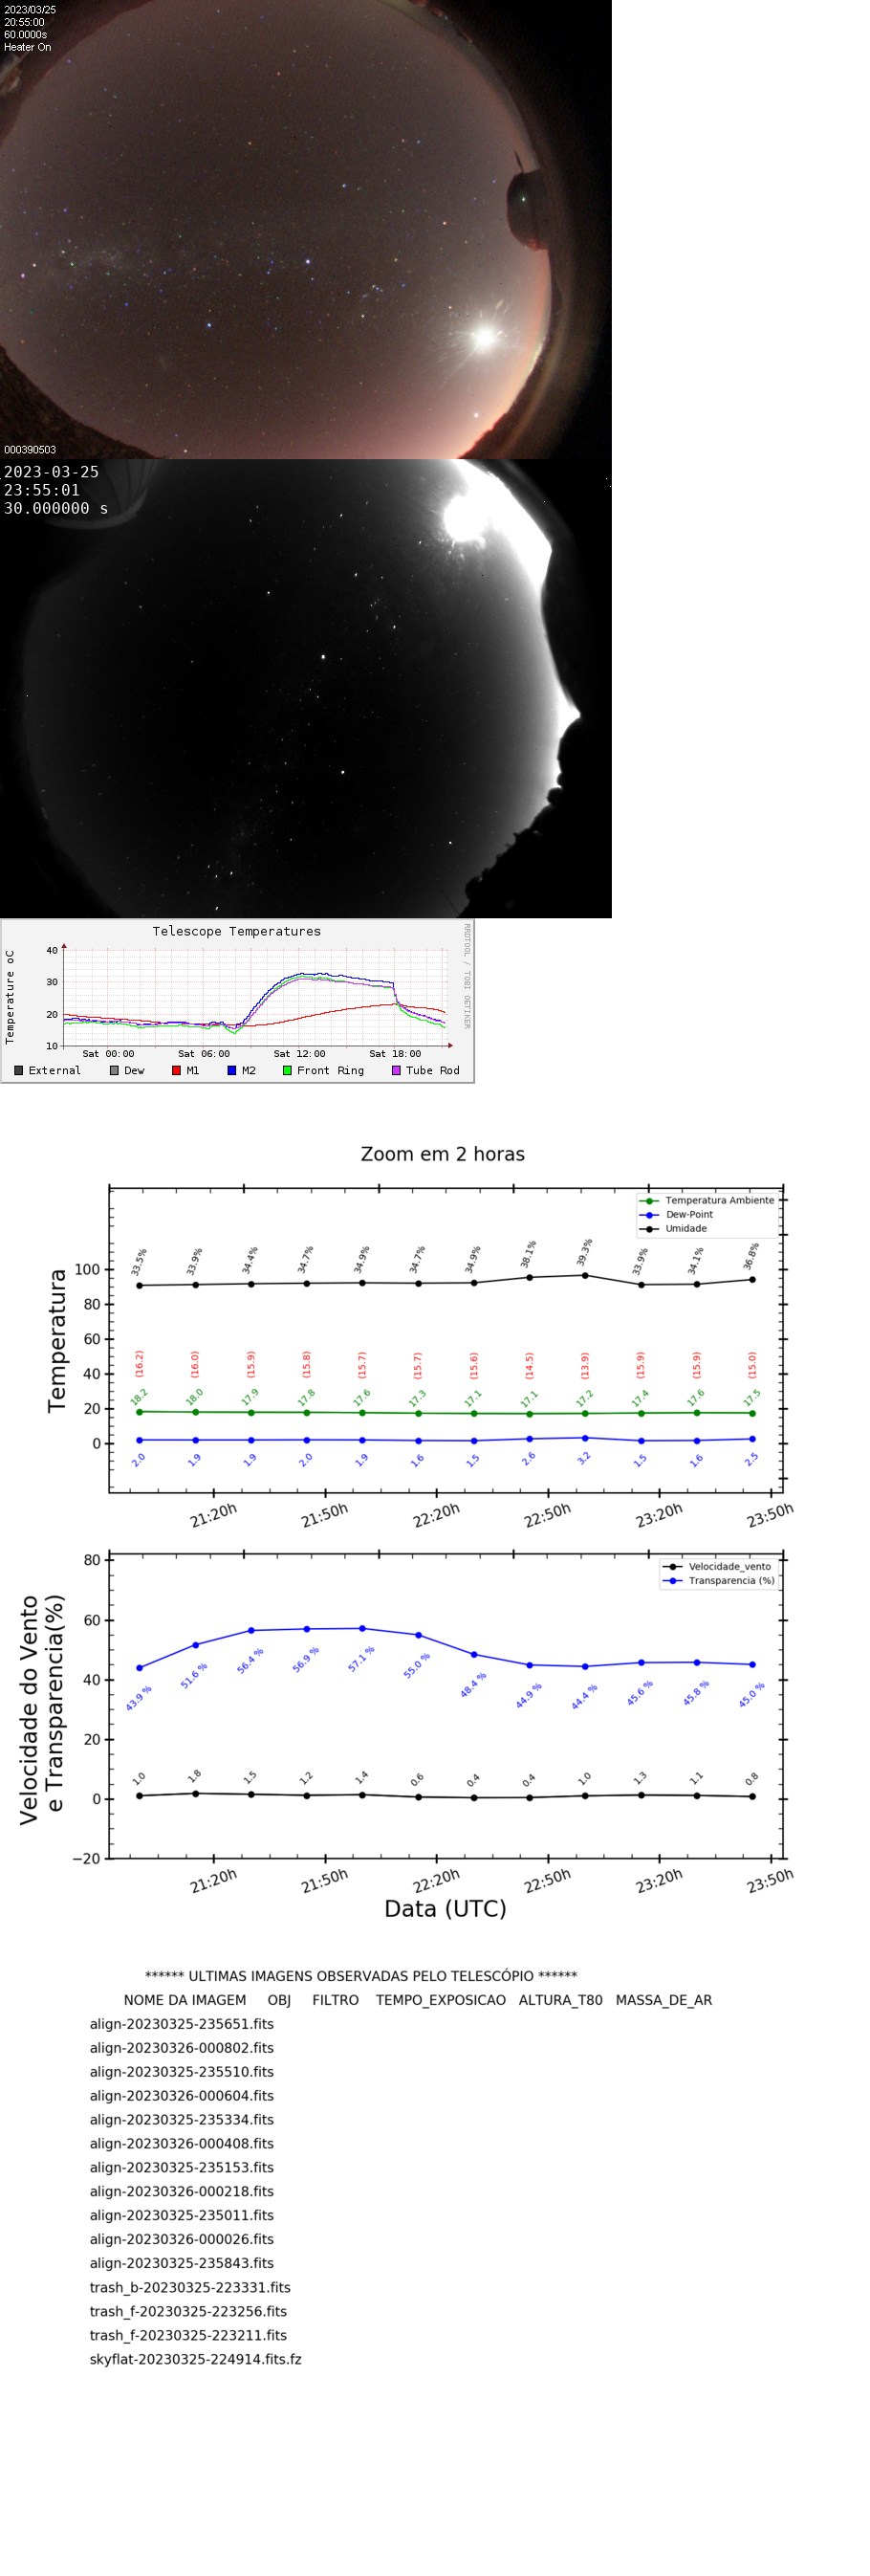 2023/03/25
20:55:00
60.0000s
Heater On
000390503
2023-03-25
23:55:01
30.000000 s
Telescope Temperatures
RRDTOOL / TOBI OETIKER
Temperature oC
40
30
20
10
Sat 00:00 Sat 06:00 Sat 12:00 Sat 18:00
External Dew M1 M2 Front Ring Tube Rod
Zoom em 2 horas
Temperatura Ambiente
Dew-Point
Umidade
Temperatura
100
80
60
40
20
0
33.5% 33.9% 34.4% 34.7% 34.9% 34.7% 34.9% 38.1% 39.3% 33.9% 34.1% 36.8%
(16.2) (16.0) (15.9) (15.8) (15.7) (15.7) (15.6) (14.5) (13.9) (15.9) (15.9) (15.0)
18.2 18.0 17.9 17.8 17.6 17.3 17.1 17.1 17.2 17.4 17.6 17.5
2.0 1.9 1.9 2.0 1.9 1.6 1.5 2.6 3.2 1.5 1.6 2.5
21:20h 21:50h 22:20h 22:50h 23:20h 23:50h
Velocidade_vento
Transparencia (%)
Velocidade do Vento
e Transparencia(%)
80
60
40
20
0
−20
43.9 % 51.6 % 56.4 % 56.9 % 57.1 % 55.0 % 48.4 % 44.9 % 44.4 % 45.6 % 45.8 % 45.0 %
1.0 1.8 1.5 1.2 1.4 0.6 0.4 0.4 1.0 1.3 1.1 0.8
21:20h 21:50h 22:20h 22:50h 23:20h 23:50h
Data (UTC)
****** ULTIMAS IMAGENS OBSERVADAS PELO TELESCÓPIO ******
NOME DA IMAGEM OBJ FILTRO TEMPO_EXPOSICAO ALTURA_T80 MASSA_DE_AR
align-20230325-235651.fits
align-20230326-000802.fits
align-20230325-235510.fits
align-20230326-000604.fits
align-20230325-235334.fits
align-20230326-000408.fits
align-20230325-235153.fits
align-20230326-000218.fits
align-20230325-235011.fits
align-20230326-000026.fits
align-20230325-235843.fits
trash_b-20230325-223331.fits
trash_f-20230325-223256.fits
trash_f-20230325-223211.fits
skyflat-20230325-224914.fits.fz